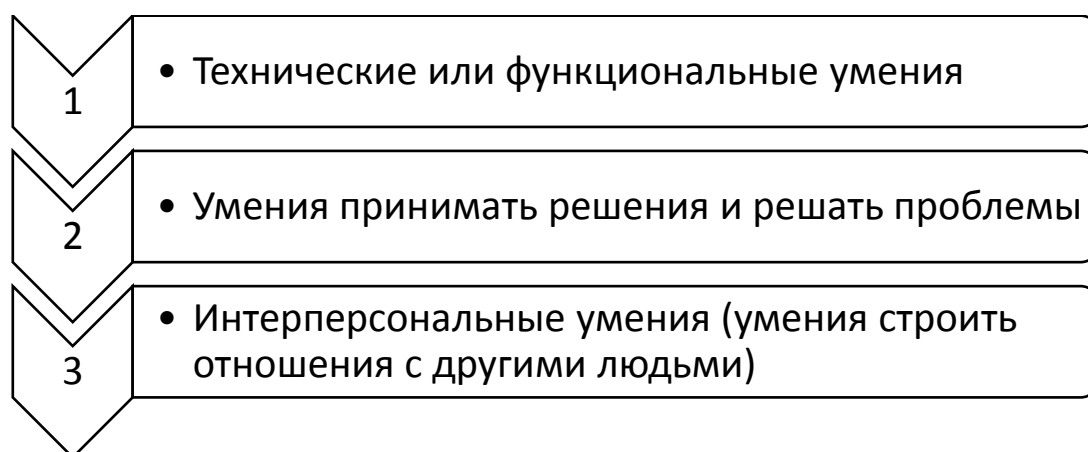 1
• Технические или функциональные умения
2
• Умения принимать решения и решать проблемы
3
• Интерперсональные умения (умения строить
отношения с другими людьми)